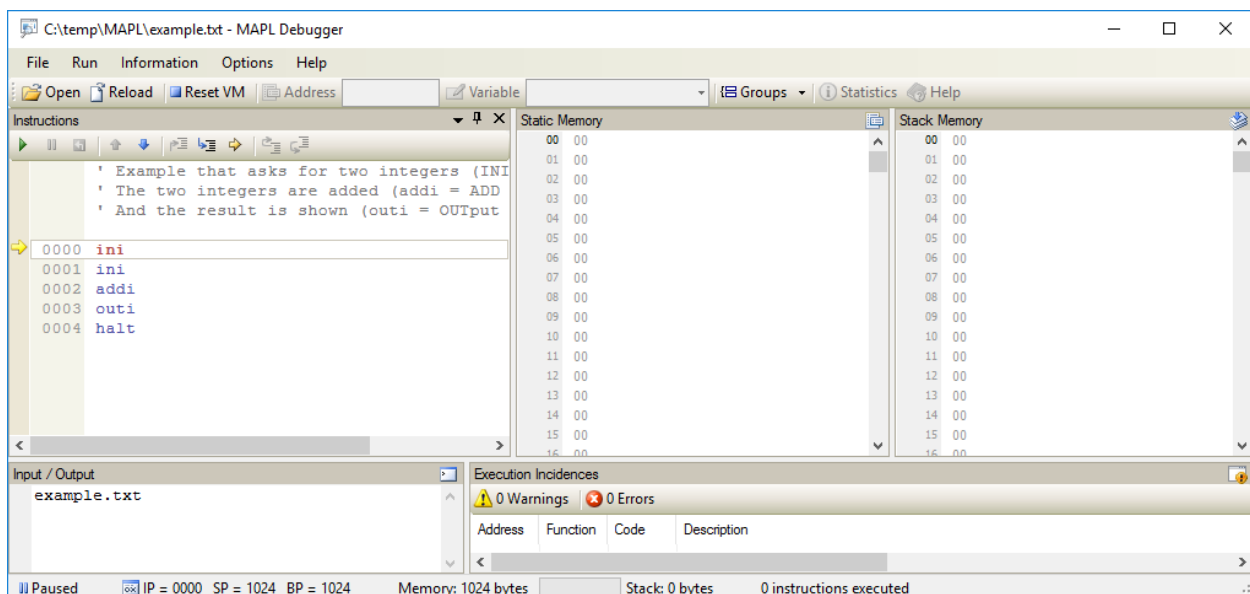 C:\temp\MAPL\example.txt - MAPL Debugger
File Run Information Options Help
Open Reload Reset VM Address Variable Groups Statistics Help
Instructions
' Example that asks for two integers (INI
' The two integers are added (addi = ADD
' And the result is shown (outi = OUTput
0000 ini
0001 ini
0002 addi
0003 outi
0004 halt
Static Memory
00 00
01 00
02 00
03 00
04 00
05 00
06 00
07 00
08 00
09 00
10 00
11 00
12 00
13 00
14 00
15 00
16 00
Stack Memory
00 00
01 00
02 00
03 00
04 00
05 00
06 00
07 00
08 00
09 00
10 00
11 00
12 00
13 00
14 00
15 00
16 00
Input / Output
example.txt
Execution Incidences
0 Warnings 0 Errors
Address Function Code Description
Paused IP = 0000 SP = 1024 BP = 1024 Memory: 1024 bytes Stack: 0 bytes 0 instructions executed